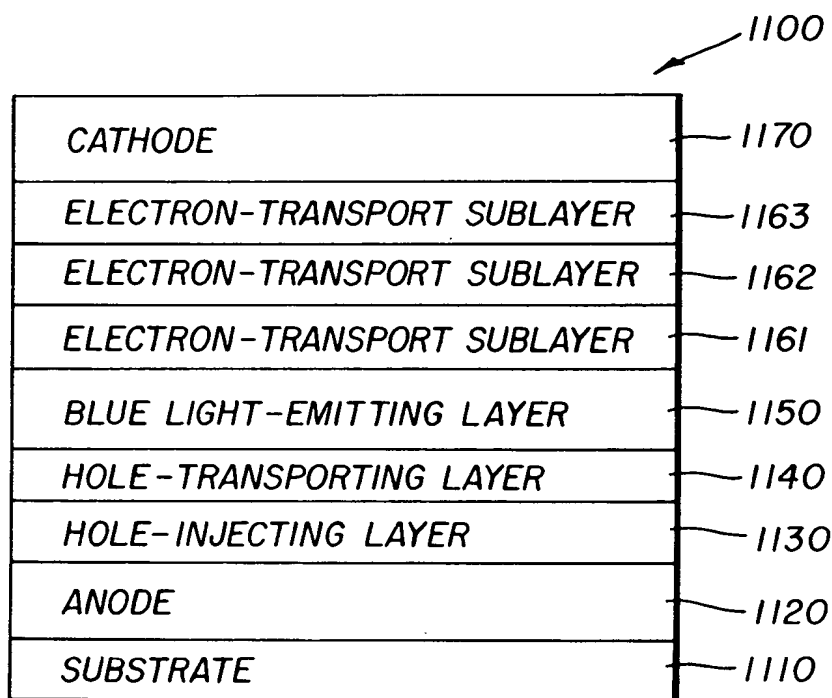 1100
CATHODE 1170
ELECTRON-TRANSPORT SUBLAYER 1163
ELECTRON-TRANSPORT SUBLAYER 1162
ELECTRON-TRANSPORT SUBLAYER 1161
BLUE LIGHT-EMITTING LAYER 1150
HOLE-TRANSPORTING LAYER 1140
HOLE-INJECTING LAYER 1130
ANODE 1120
SUBSTRATE 1110